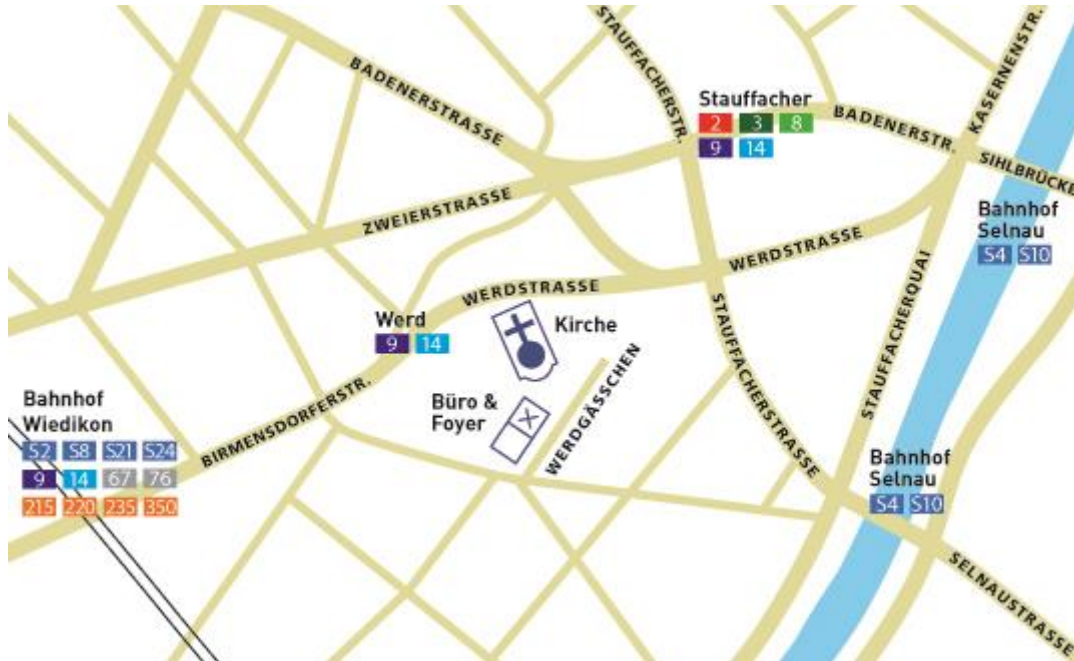 STAUFFACHERSTR.
KASERNENSTR.
BADENERSTRASSE
Stauffacher
2 3 8
9 14
BADENERSTR.
SIHLBRÜCKE
ZWEIERSTRASSE
Bahnhof
Selnau
S4 S10
WERDSTRASSE
WERDSTRASSE
STAUFFACHERQUAI
Werd
9 14
Kirche
STAUFFACHERSTRASSE
WERDGÄSSCHEN
Büro &
Foyer
BIRMENSDORFERSTR.
Bahnhof
Wiedikon
S2 S8 S21 S24
9 14 67 76
215 220 235 350
Bahnhof
Selnau
S4 S10
SELNAUSTRASSE